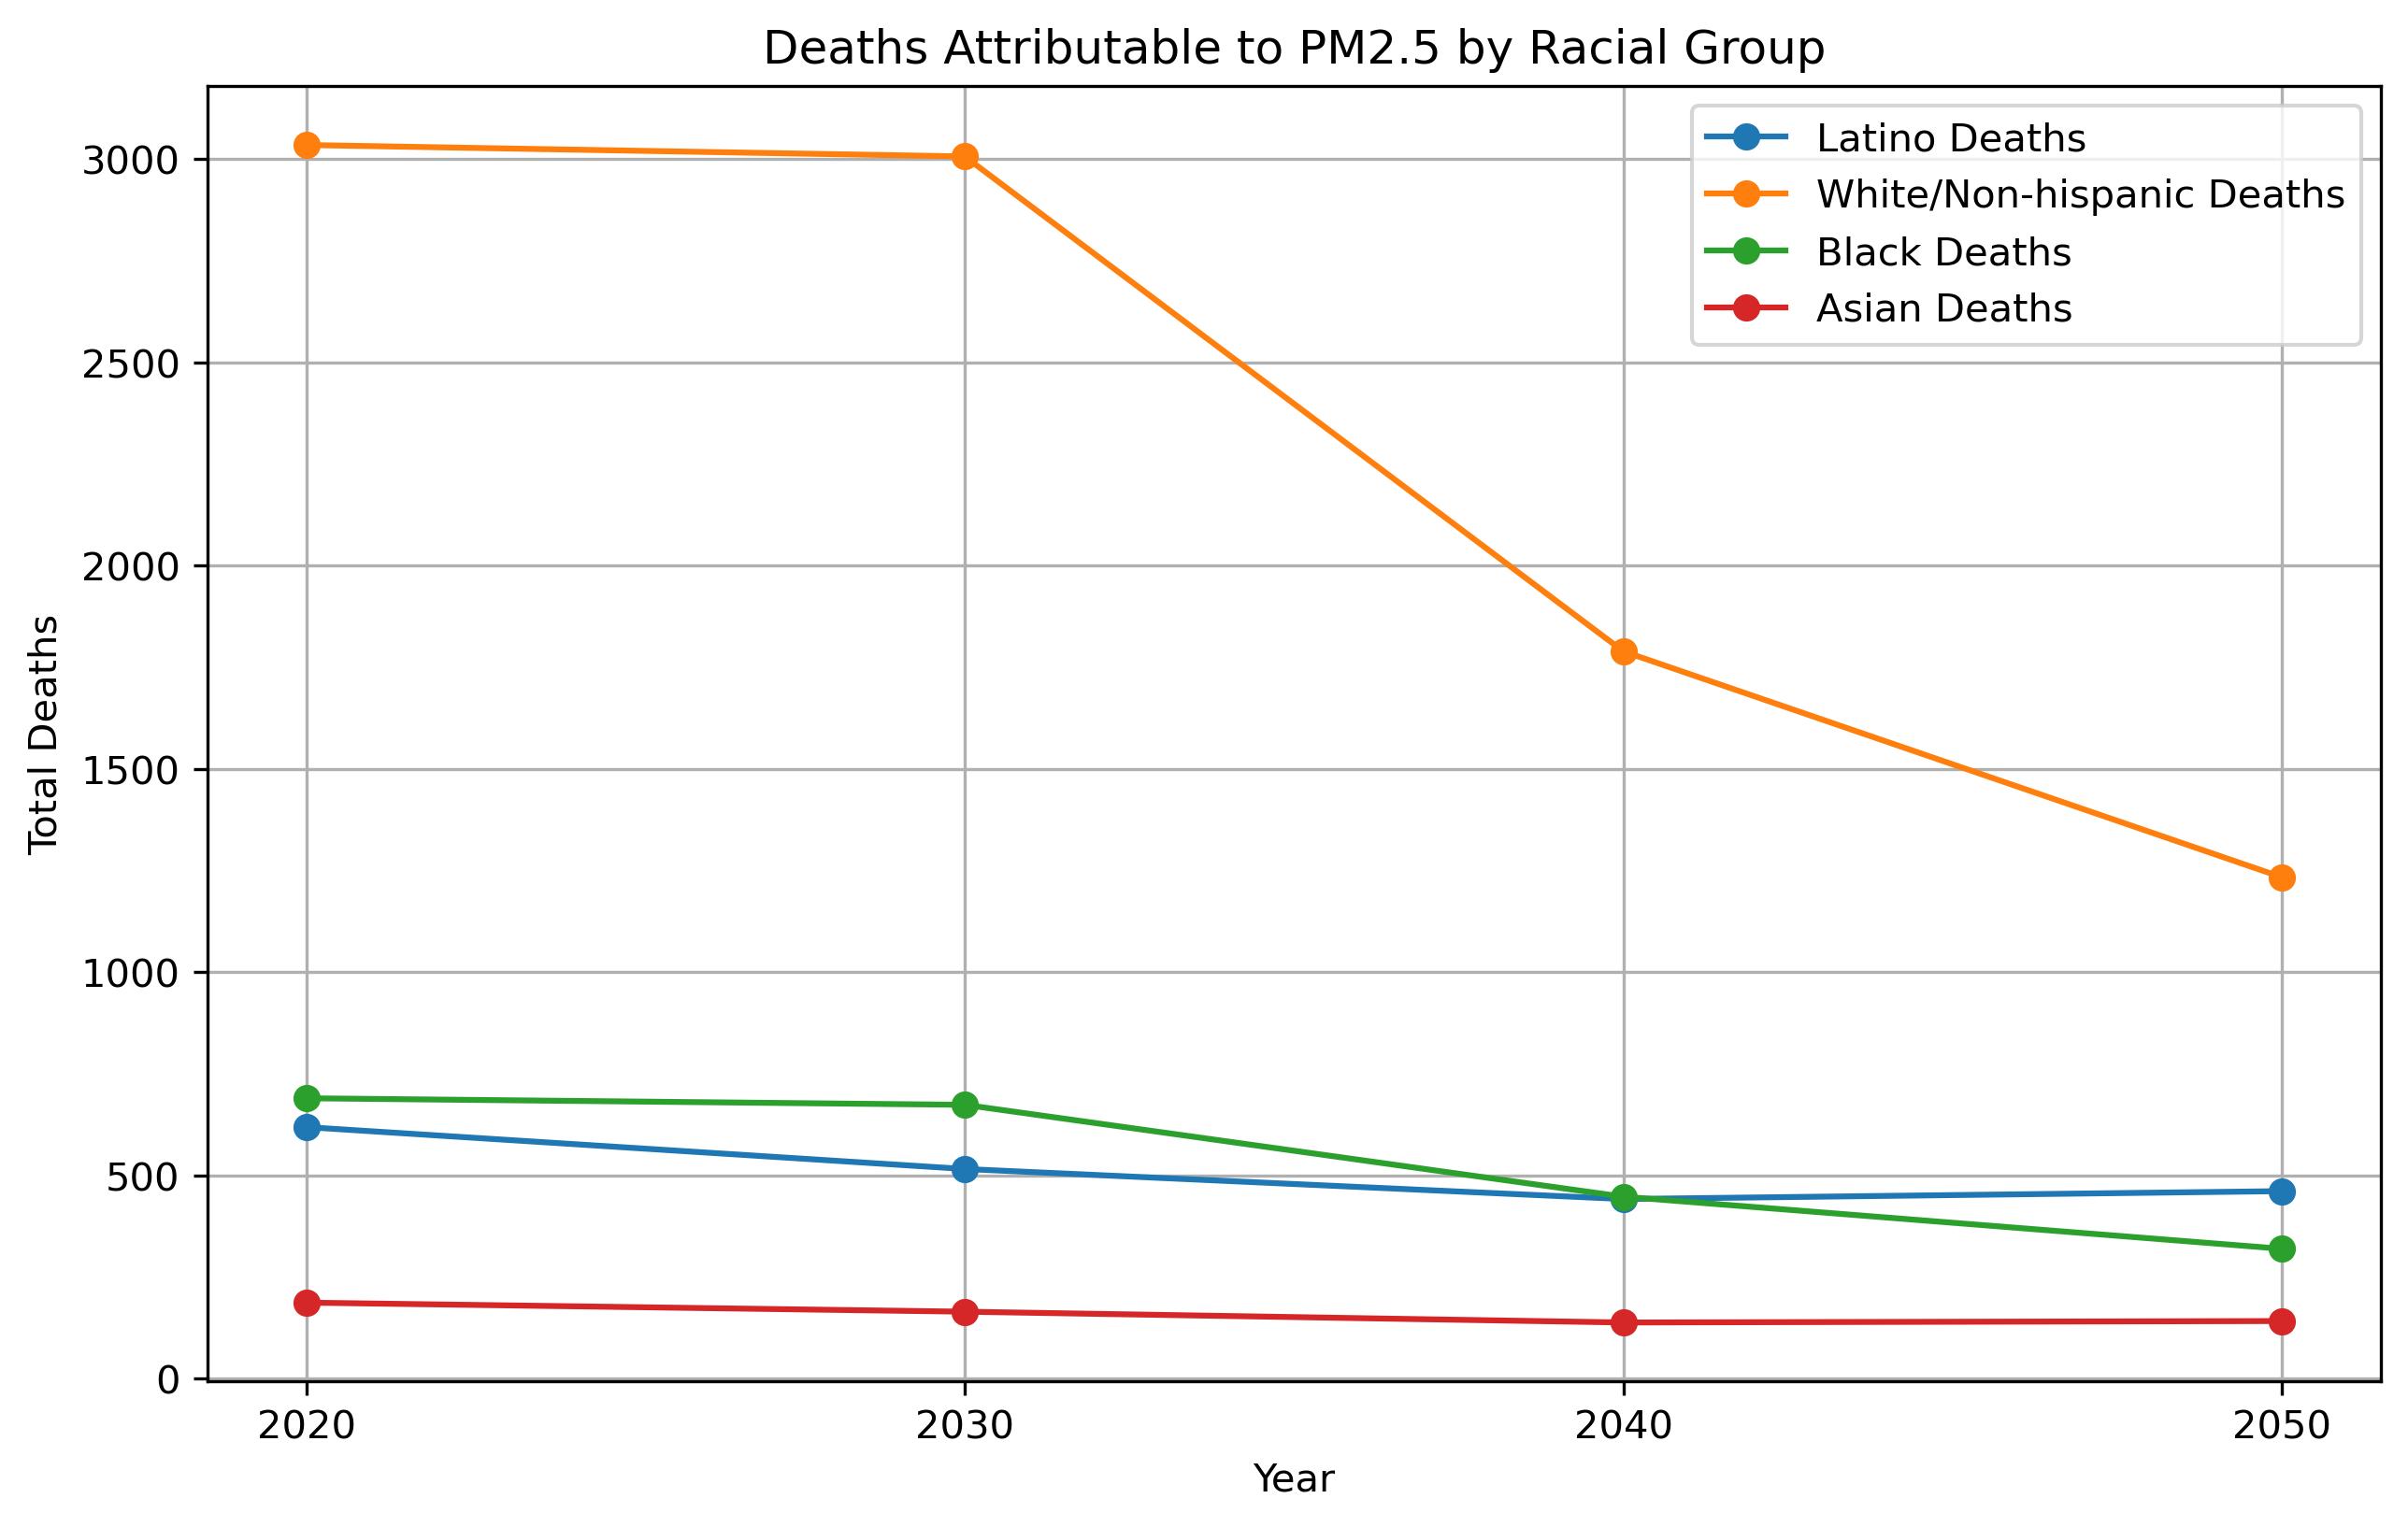 Deaths Attributable to PM2.5 by Racial Group
Latino Deaths
White/Non-hispanic Deaths
Black Deaths
Asian Deaths
Total Deaths
3000
2500
2000
1500
1000
500
0
2020 2030 2040 2050
Year